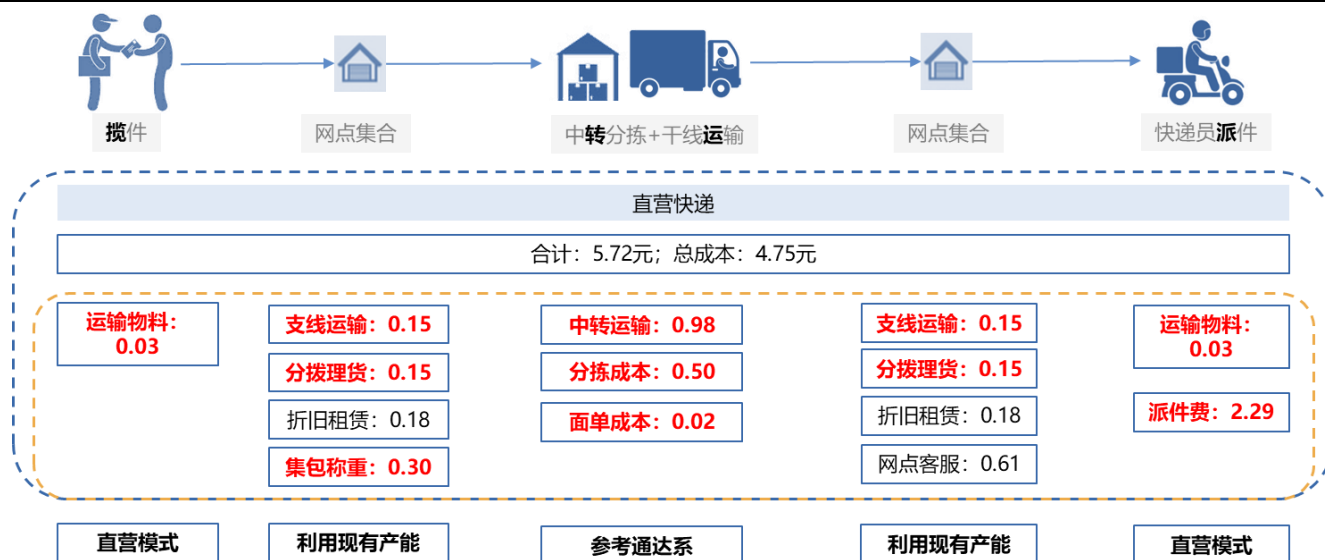 揽件
网点集合
中转分拣+干线运输
网点集合
快递员派件
直营快递
合计：5.72元；总成本：4.75元
运输物料：
0.03
支线运输：0.15
分拨理货：0.15
折旧租赁：0.18
集包称重：0.30
中转运输：0.98
分拣成本：0.50
面单成本：0.02
支线运输：0.15
分拨理货：0.15
折旧租赁：0.18
网点客服：0.61
运输物料：
0.03
派件费：2.29
直营模式
利用现有产能
参考通达系
利用现有产能
直营模式